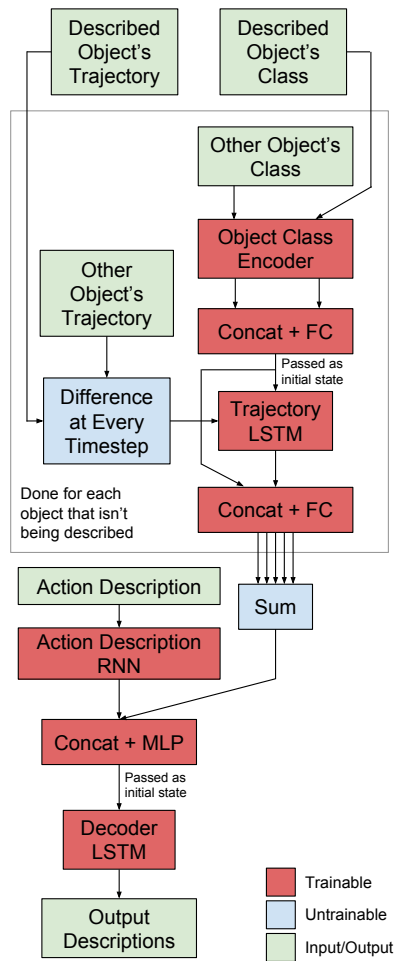 Described
Object's
Trajectory
Described
Object's
Class
Other Object's
Class
Object Class
Encoder
Other
Object's
Trajectory
Concat + FC
Passed as
initial state
Difference
at Every
Timestep
Trajectory
LSTM
Done for each
object that isn't
being described
Concat + FC
Action Description
Sum
Action Description
RNN
Concat + MLP
Passed as
initial state
Decoder
LSTM
Output
Descriptions
Trainable
Untrainable
Input/Output